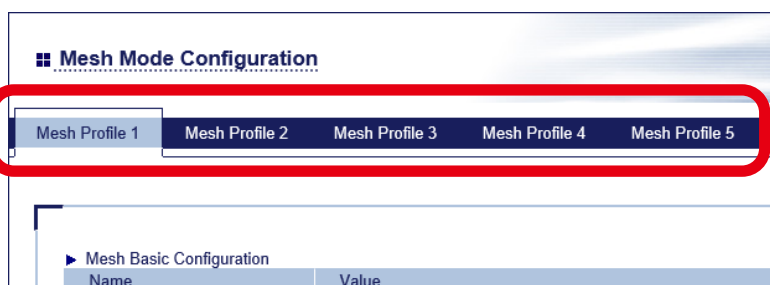 Mesh Mode Configuration
Mesh Profile 1 Mesh Profile 2 Mesh Profile 3 Mesh Profile 4 Mesh Profile 5
Mesh Basic Configuration
Name Value